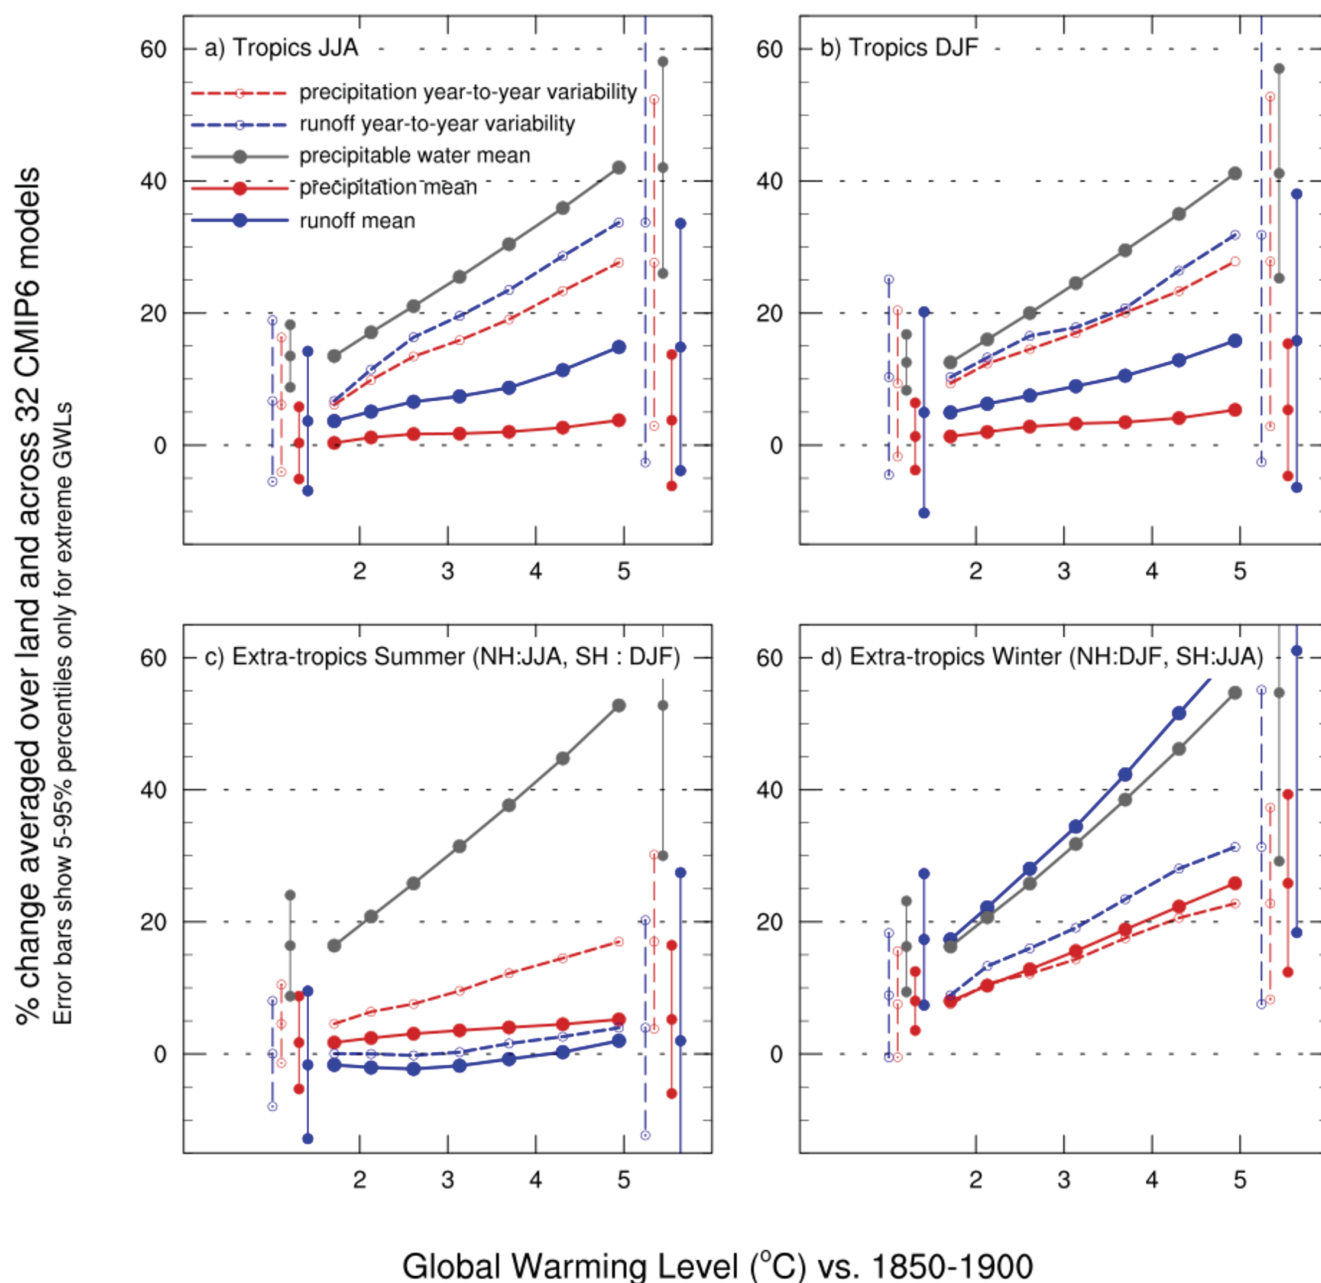 % change averaged over land and across 32 CMIP6 models
Error bars show 5-95% percentiles only for extreme GWLs
a) Tropics JJA
precipitation year-to-year variability
runoff year-to-year variability
precipitable water mean
precipitation mean
runoff mean
60
40
20
0
2 3 4 5
b) Tropics DJF
60
40
20
0
2 3 4 5
c) Extra-tropics Summer (NH:JJA, SH : DJF)
60
40
20
0
2 3 4 5
d) Extra-tropics Winter (NH:DJF, SH:JJA)
60
40
20
0
2 3 4 5
Global Warming Level (°C) vs. 1850-1900